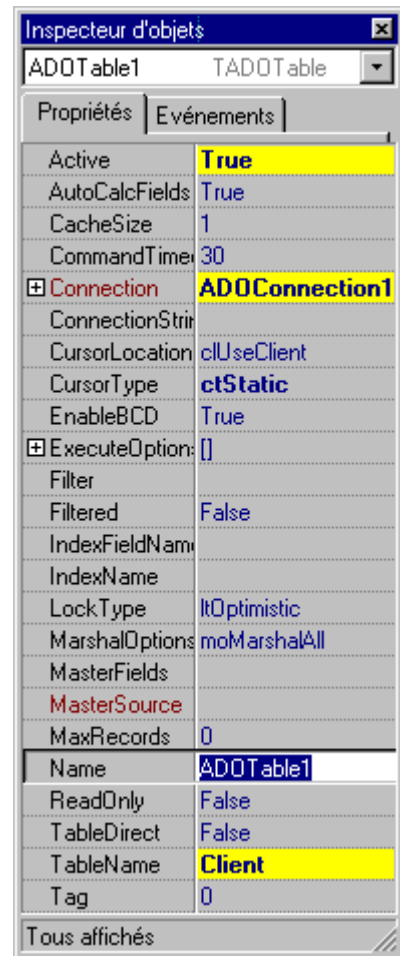 Inspecteur d'objets
ADOTable1 TADOTable
Propriétés Evénements
Active True
AutoCalcFields True
CacheSize 1
CommandTime 30
Connection ADOConnection1
ConnectionStrin
CursorLocation clUseClient
CursorType ctStatic
EnableBCD True
ExecuteOption []
Filter
Filtered False
IndexFieldName
IndexName
LockType ltOptimistic
MarshalOptions moMarshalAll
MasterFields
MasterSource
MaxRecords 0
Name ADOTable1
ReadOnly False
TableDirect False
TableName Client
Tag 0
Tous affichés